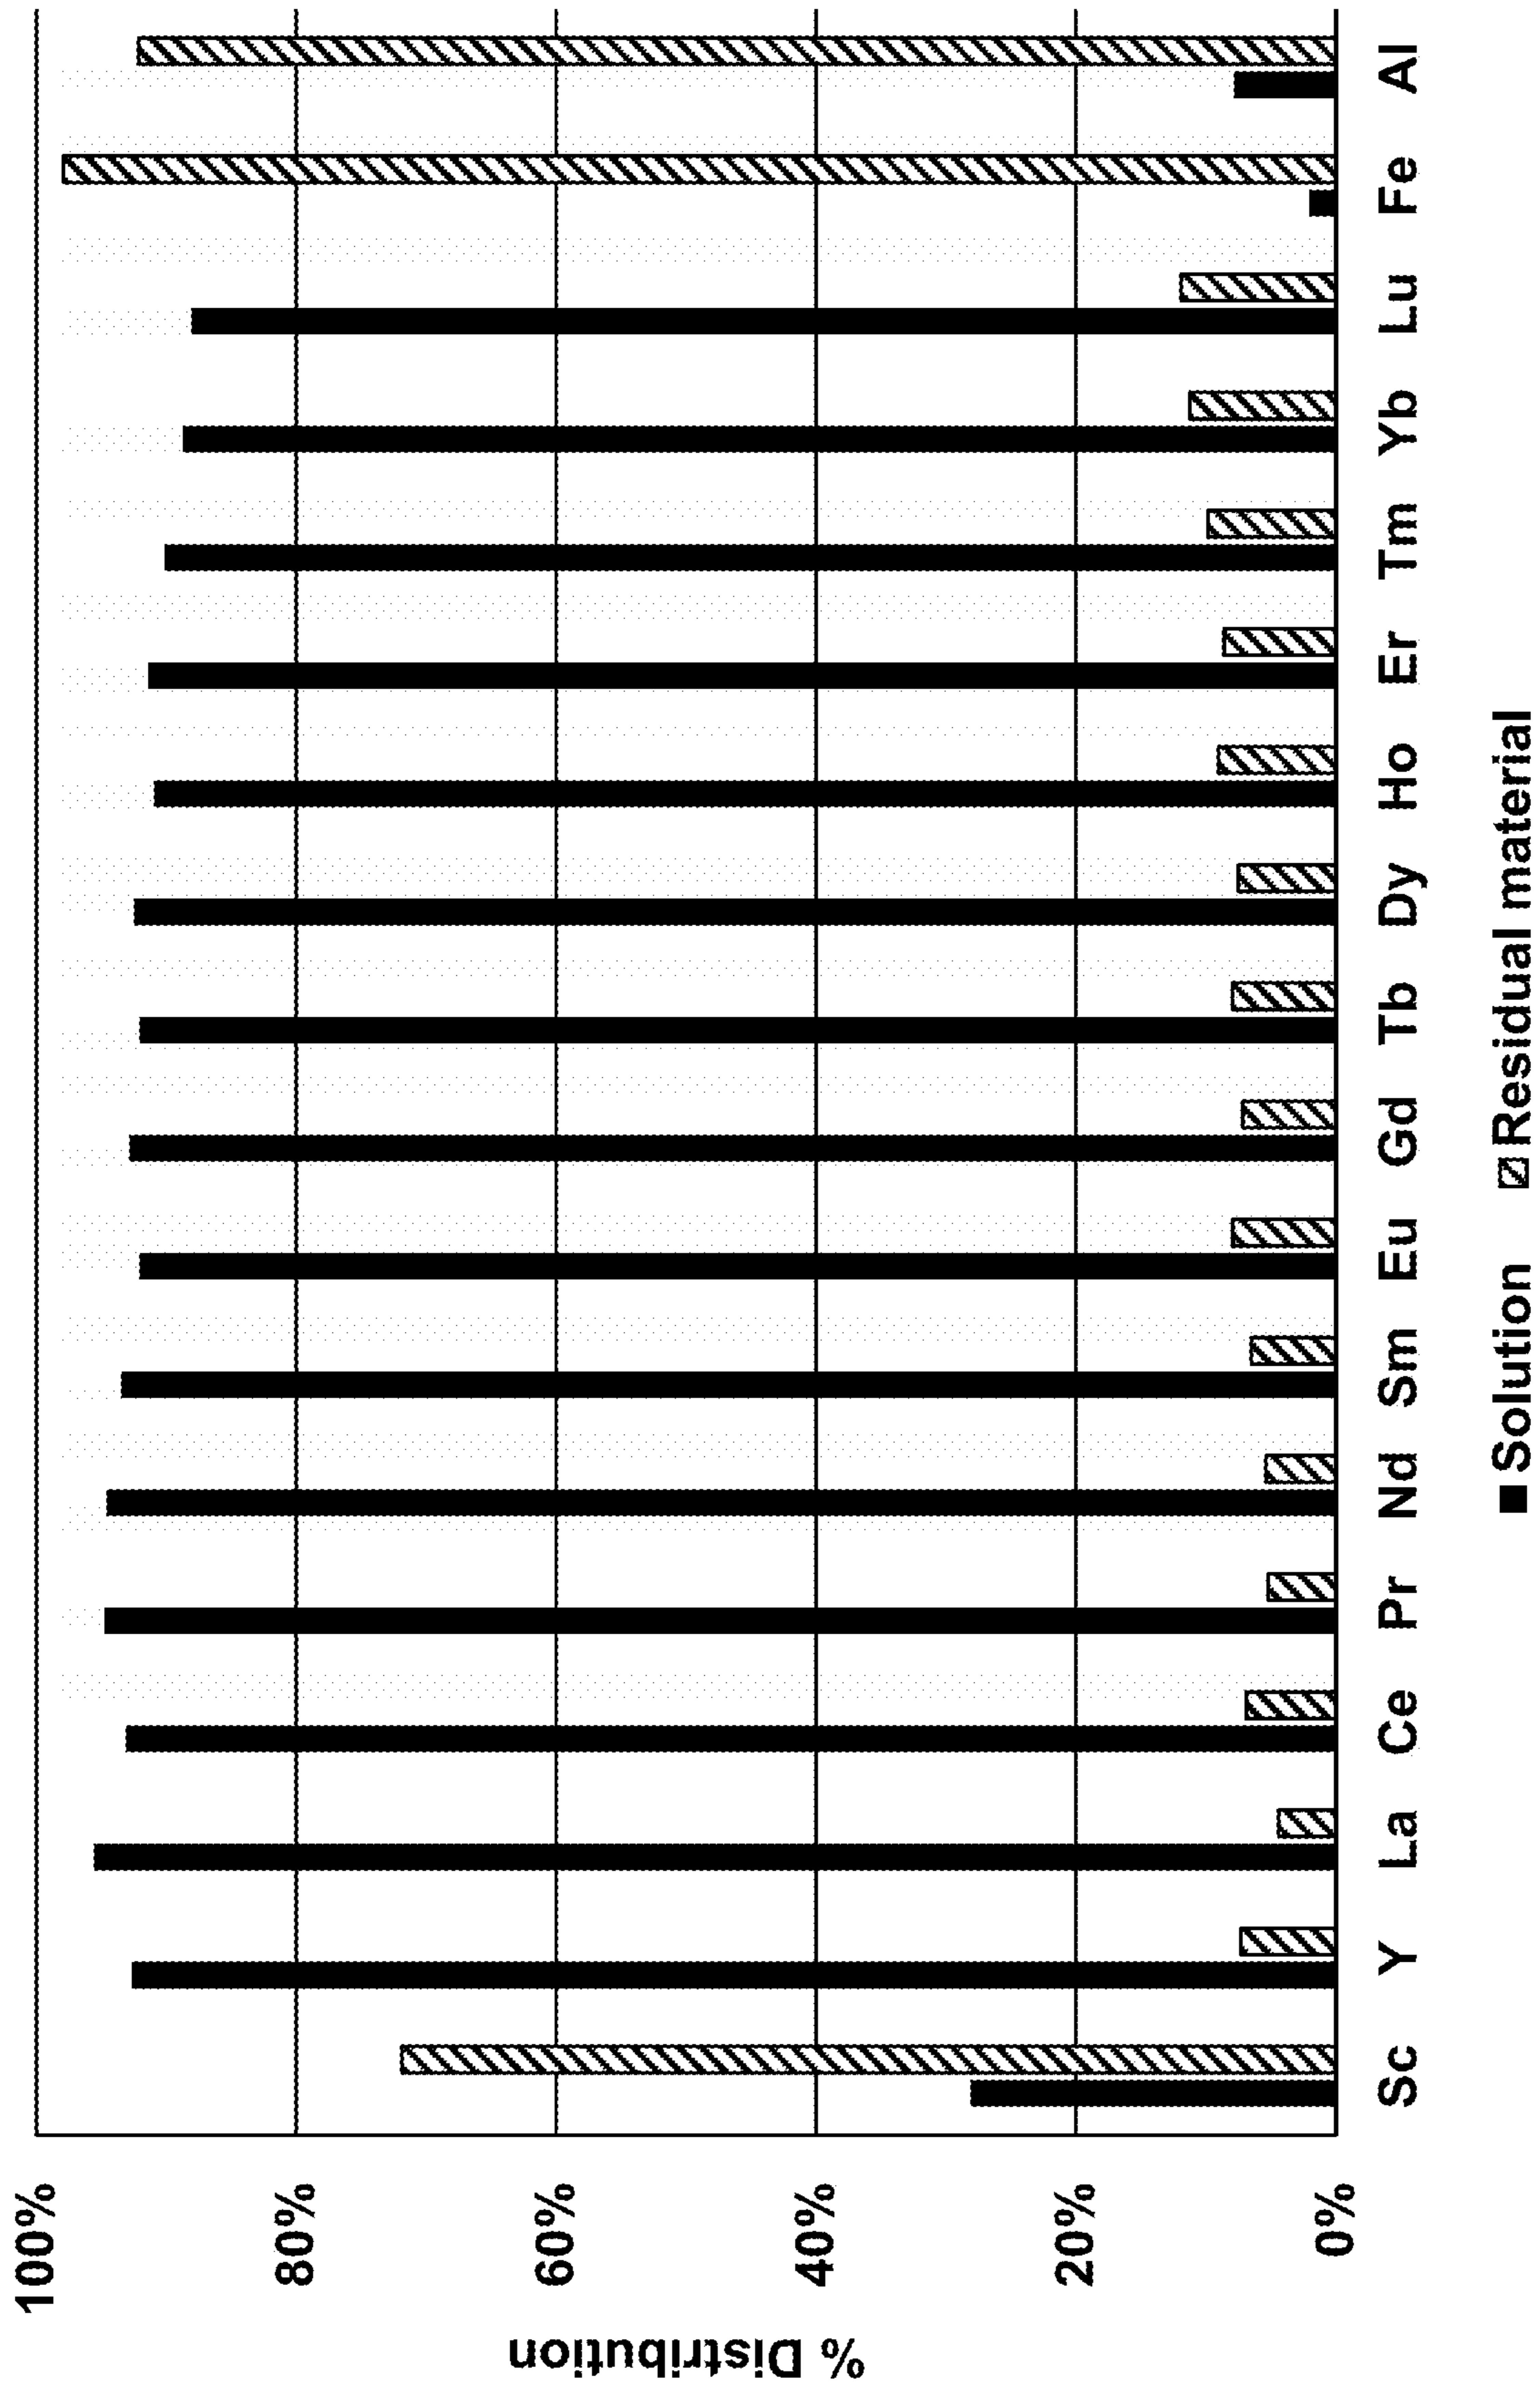 % Distribution
100%
80%
60%
40%
20%
0%
Sc Y La Ce Pr Nd Sm Eu Gd Tb Dy Ho Er Tm Yb Lu Fe Al
Solution Residual material